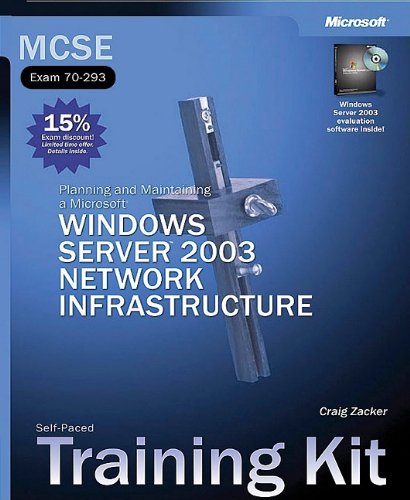 Microsoft®
MCSE
Exam 70-293
15%
Exam discount!
Limited time offer.
Details inside.
Windows
Server 2003
evaluation
software inside!
Planning and Maintaining
a Microsoft®
WINDOWS
SERVER™ 2003
NETWORK
INFRASTRUCTURE
Craig Zacker
Self-Paced
Training Kit